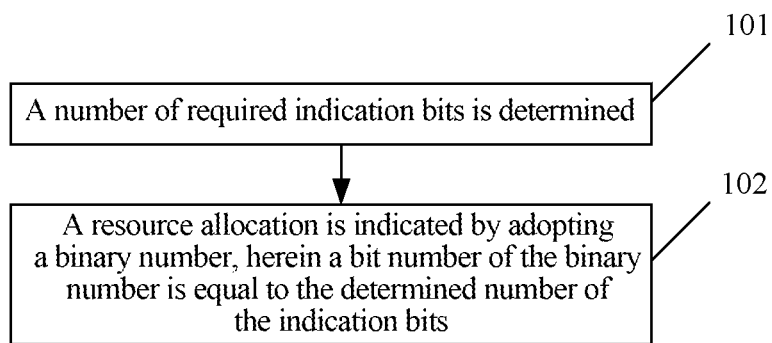 101
A number of required indication bits is determined
102
A resource allocation is indicated by adopting
a binary number, herein a bit number of the binary
number is equal to the determined number of
the indication bits